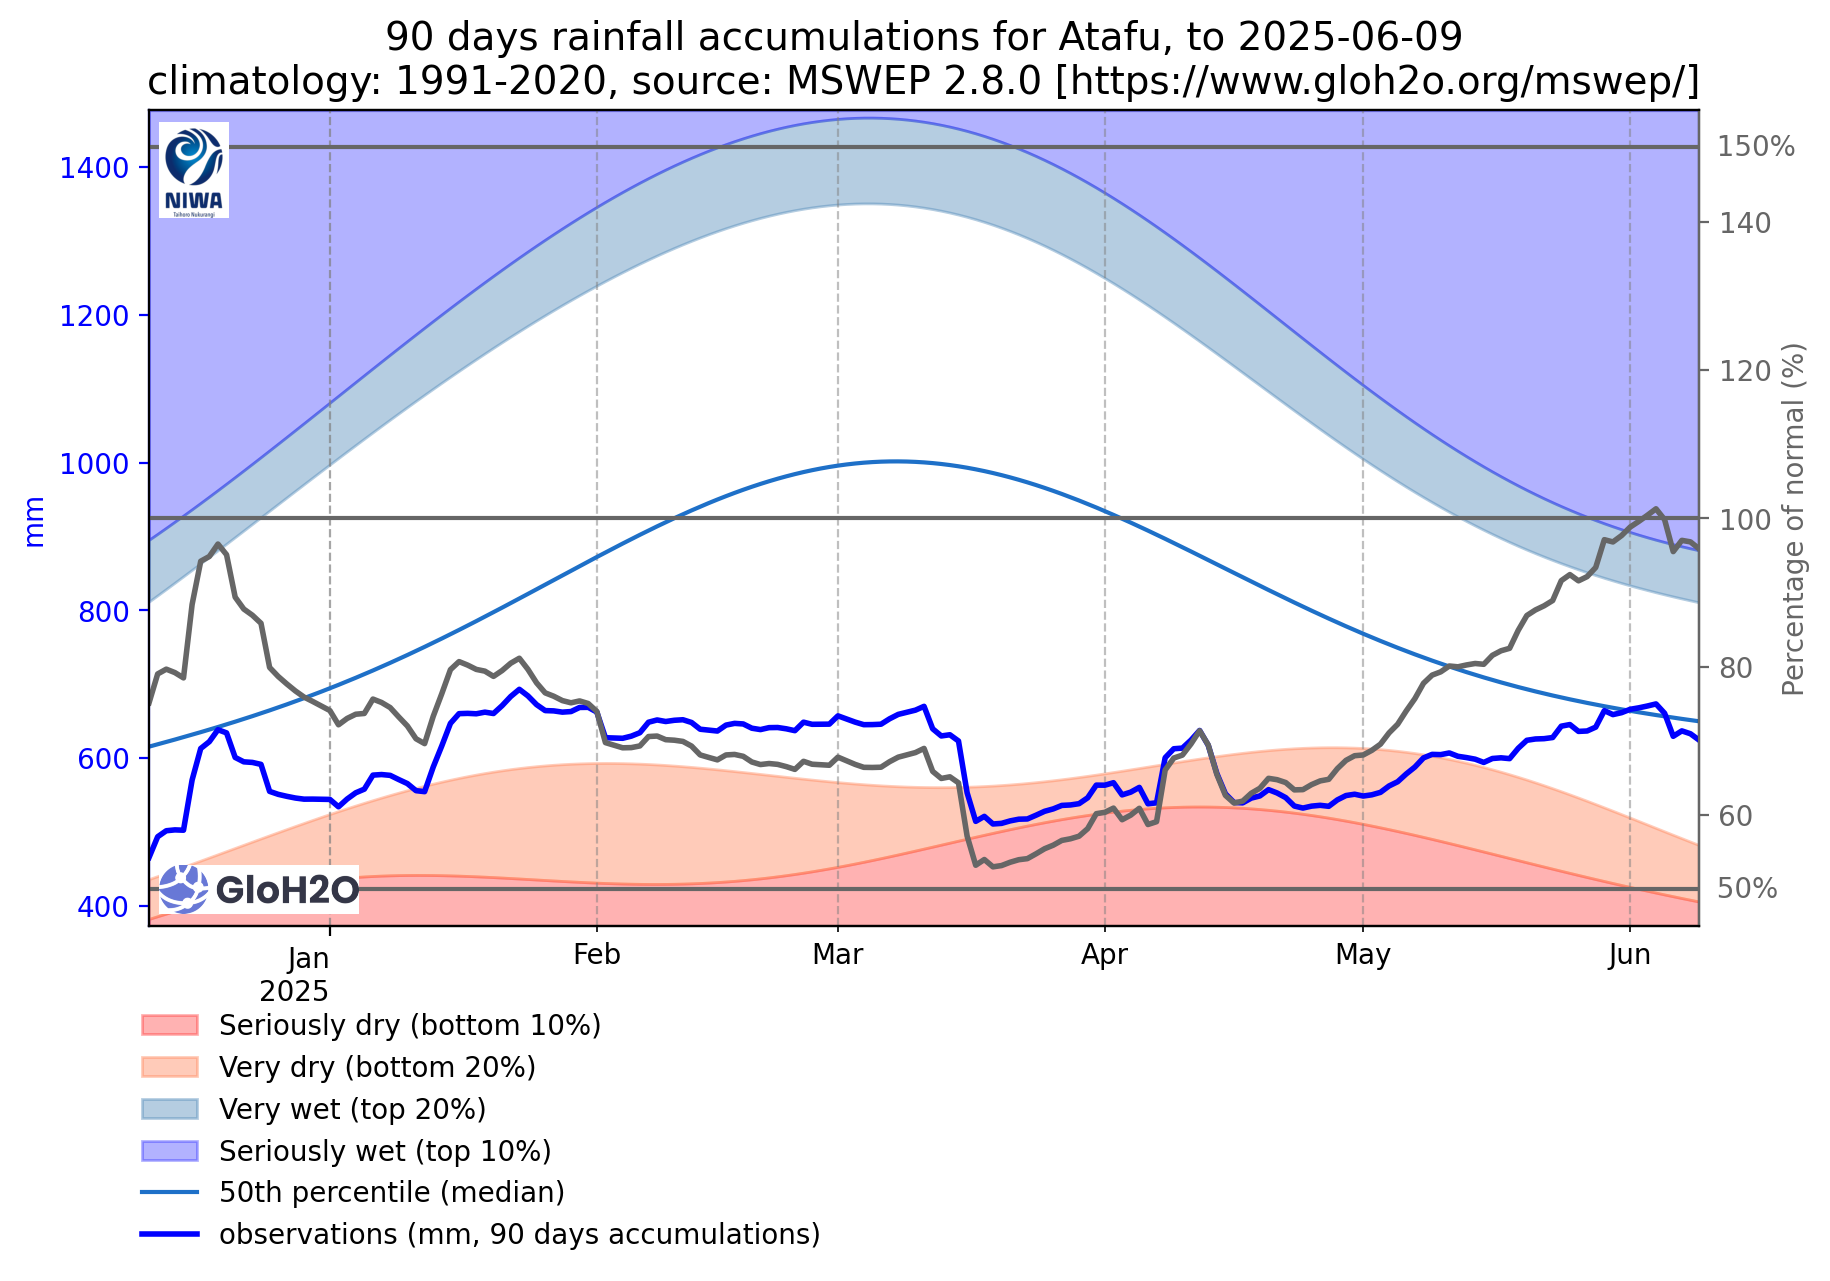 90 days rainfall accumulations for Atafu, to 2025-06-09
climatology: 1991-2020, source: MSWEP 2.8.0 [https://www.gloh2o.org/mswep/]
NIWA
Taihoro Nukurangi
1400
1200
1000
800
600
400
mm
150%
140
120
100
80
60
50%
Percentage of normal (%)
GloH2O
Jan
2025
Feb
Mar
Apr
May
Jun
Seriously dry (bottom 10%)
Very dry (bottom 20%)
Very wet (top 20%)
Seriously wet (top 10%)
50th percentile (median)
observations (mm, 90 days accumulations)